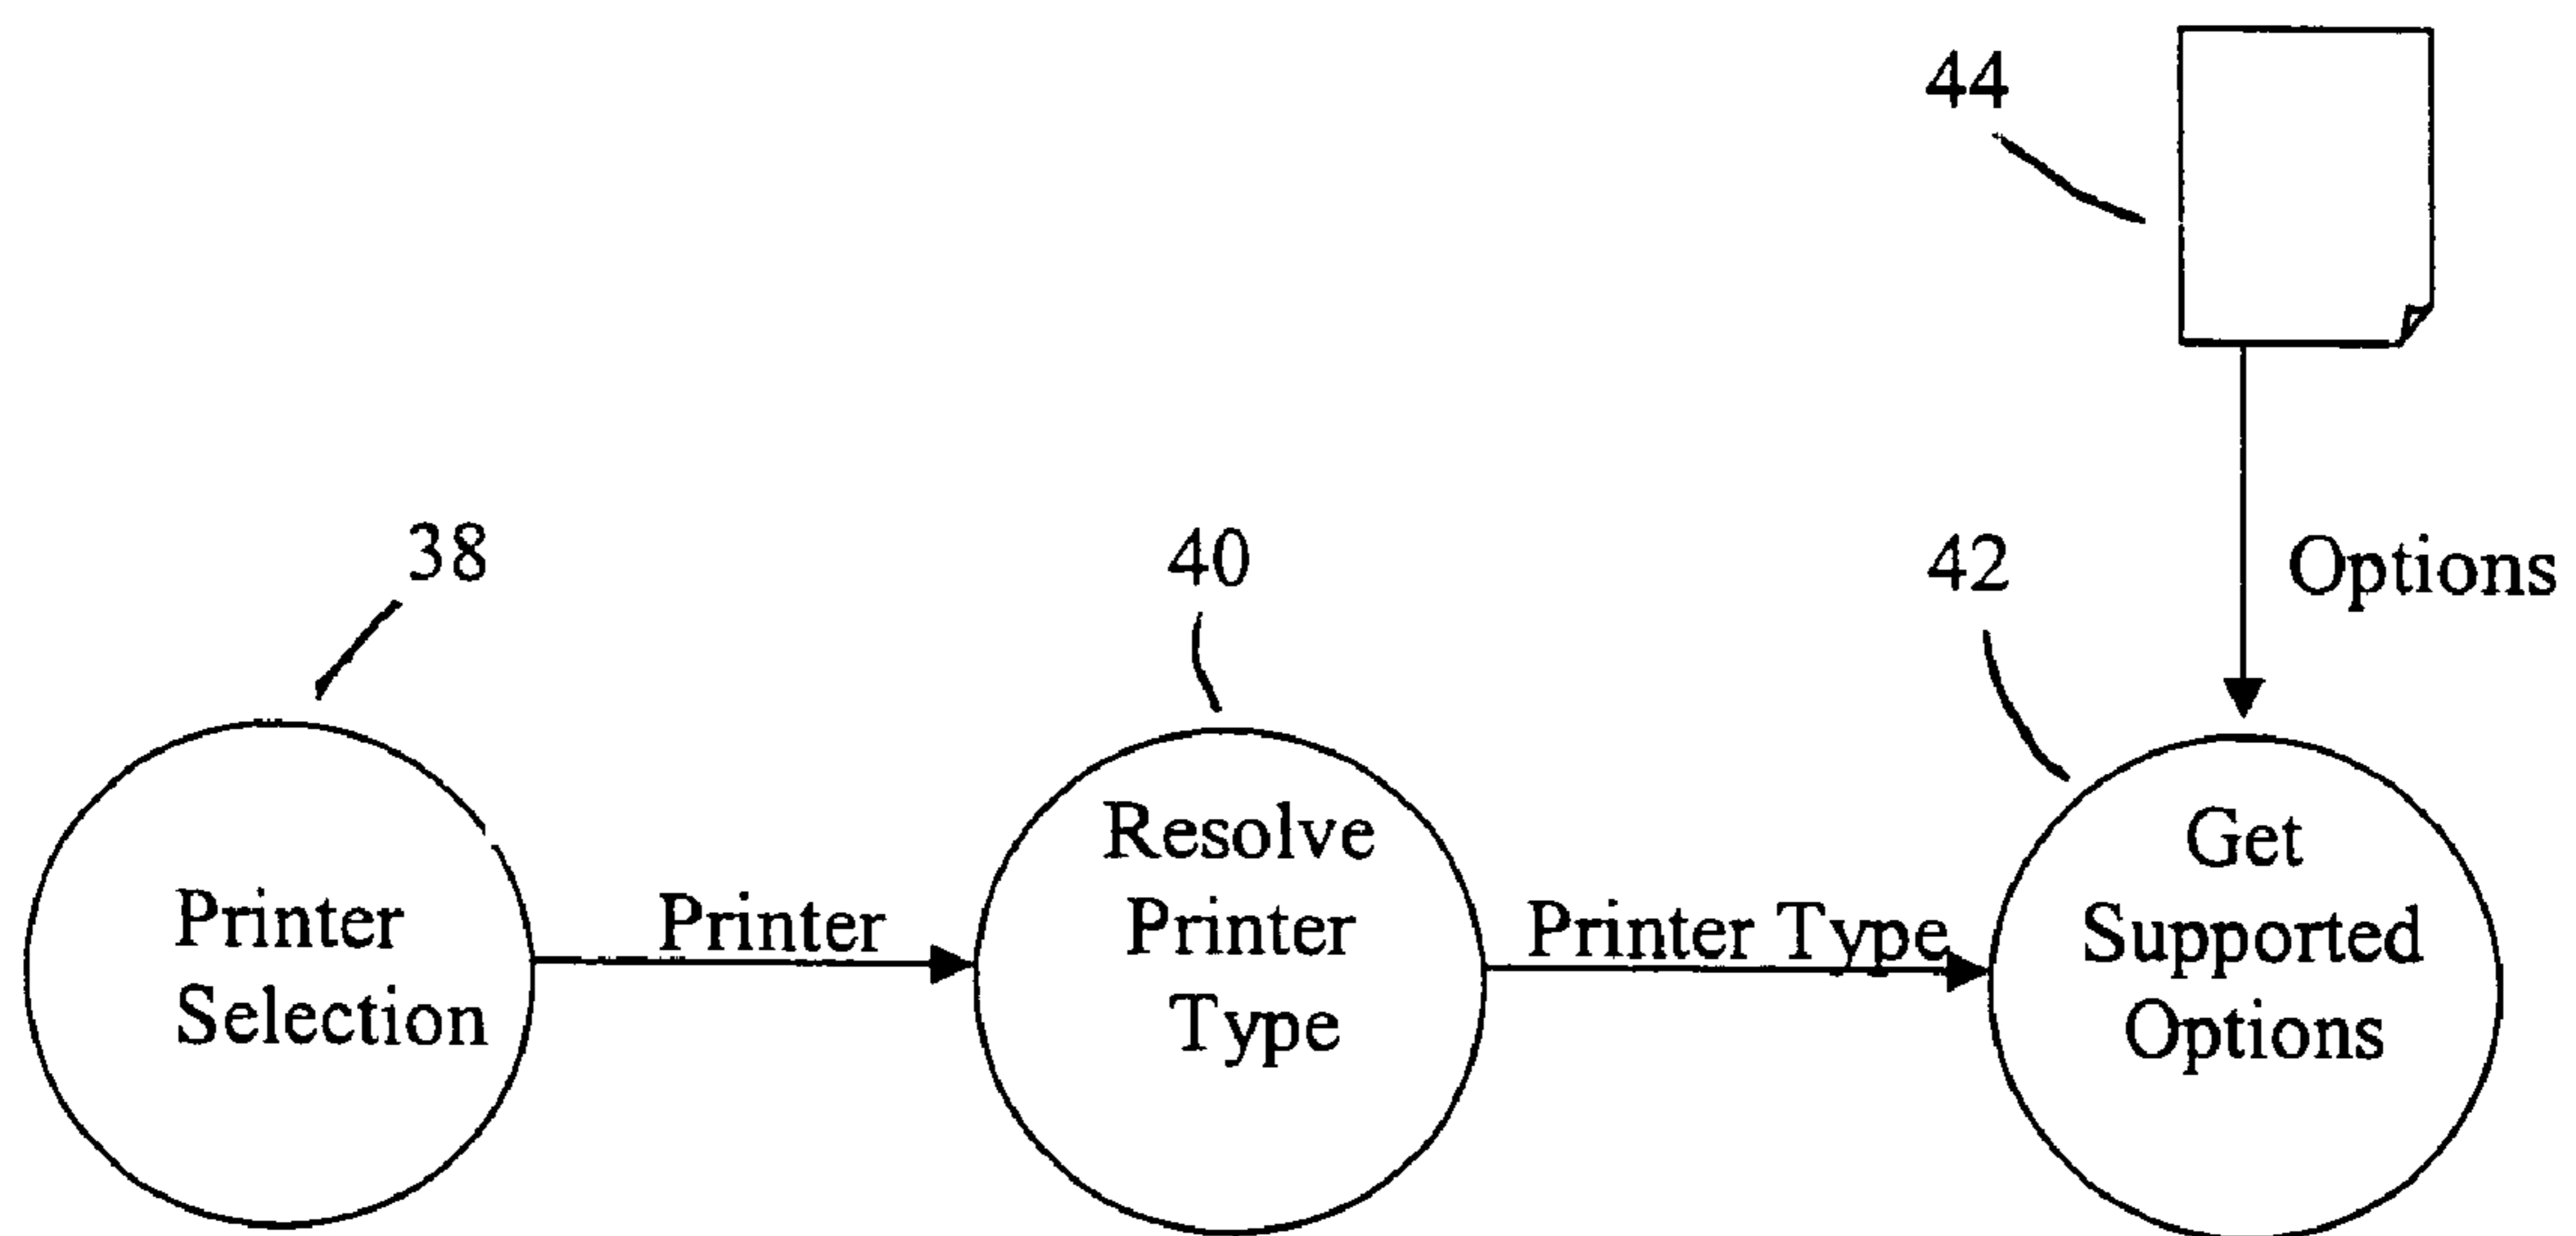 44
38
40
42
Options
Printer
Selection
Printer
Resolve
Printer
Type
Printer Type
Get
Supported
Options